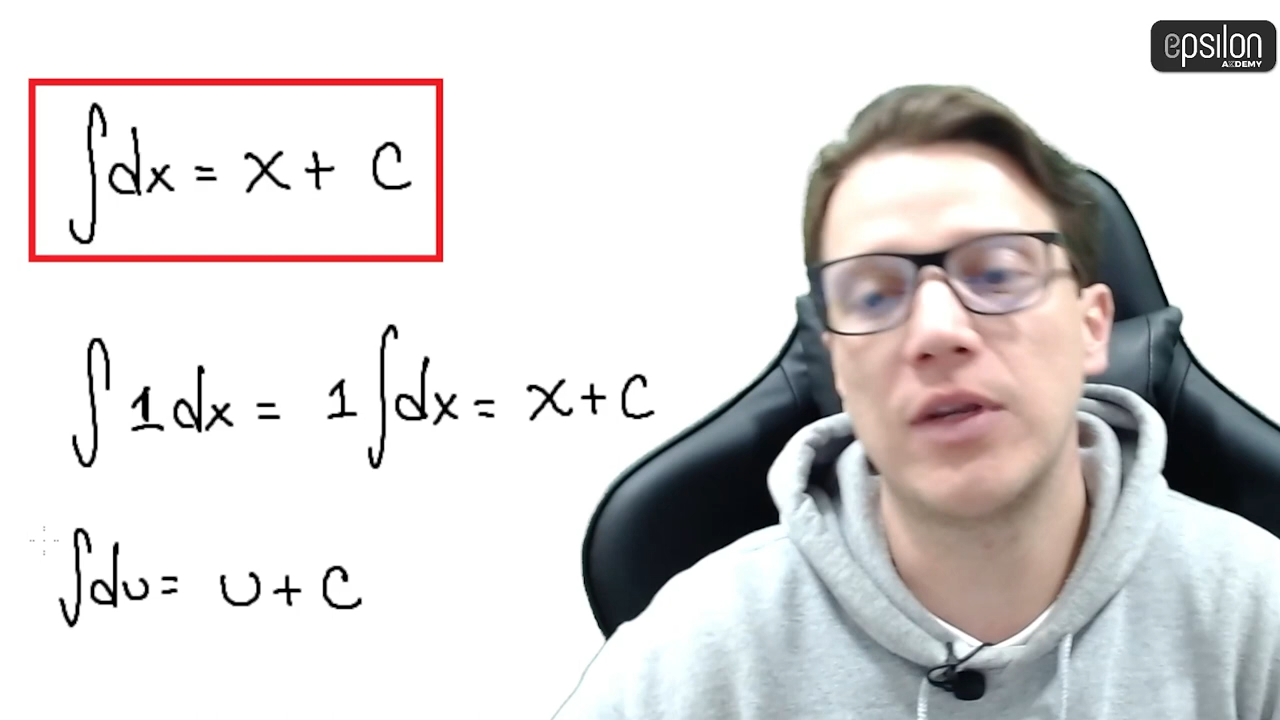 epsilon
ACADEMY
∫dx = x + C
∫1dx = 1∫dx = x + C
∫du = u + C